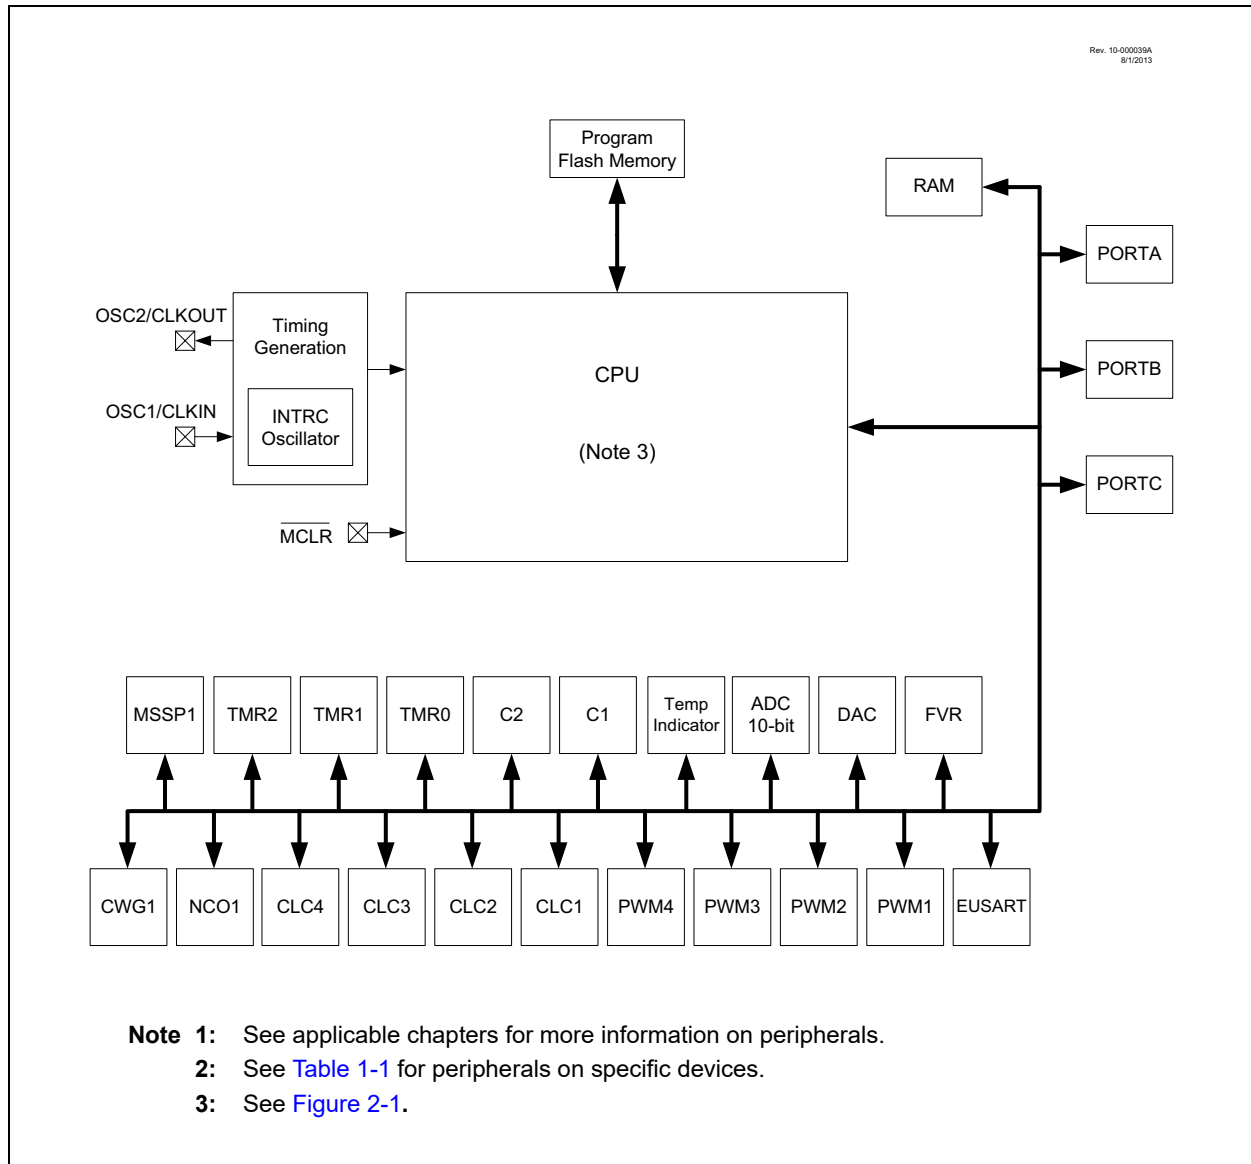 Rev. 10-000039A
8/1/2013
Program
Flash Memory
RAM
PORTA
OSC2/CLKOUT
Timing
Generation
CPU
PORTB
OSC1/CLKIN
INTRC
Oscillator
(Note 3)
PORTC
MCLR
MSSP1
TMR2
TMR1
TMR0
C2
C1
Temp
Indicator
ADC
10-bit
DAC
FVR
CWG1
NCO1
CLC4
CLC3
CLC2
CLC1
PWM4
PWM3
PWM2
PWM1
EUSART
Note 1: See applicable chapters for more information on peripherals.
2: See Table 1-1 for peripherals on specific devices.
3: See Figure 2-1.